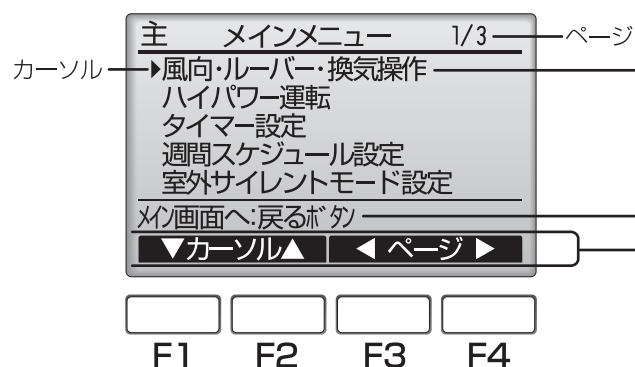 主 メインメニュー 1/3 ページ
カーソル ▶風向・ルーバー・換気操作
ハイパワー運転
タイマー設定
週間スケジュール設定
室外サイレントモード設定
ﾒｲﾝ画面へ:戻るﾎﾞﾀﾝ
▼カーソル▲ ◀ ページ ▶
F1 F2 F3 F4